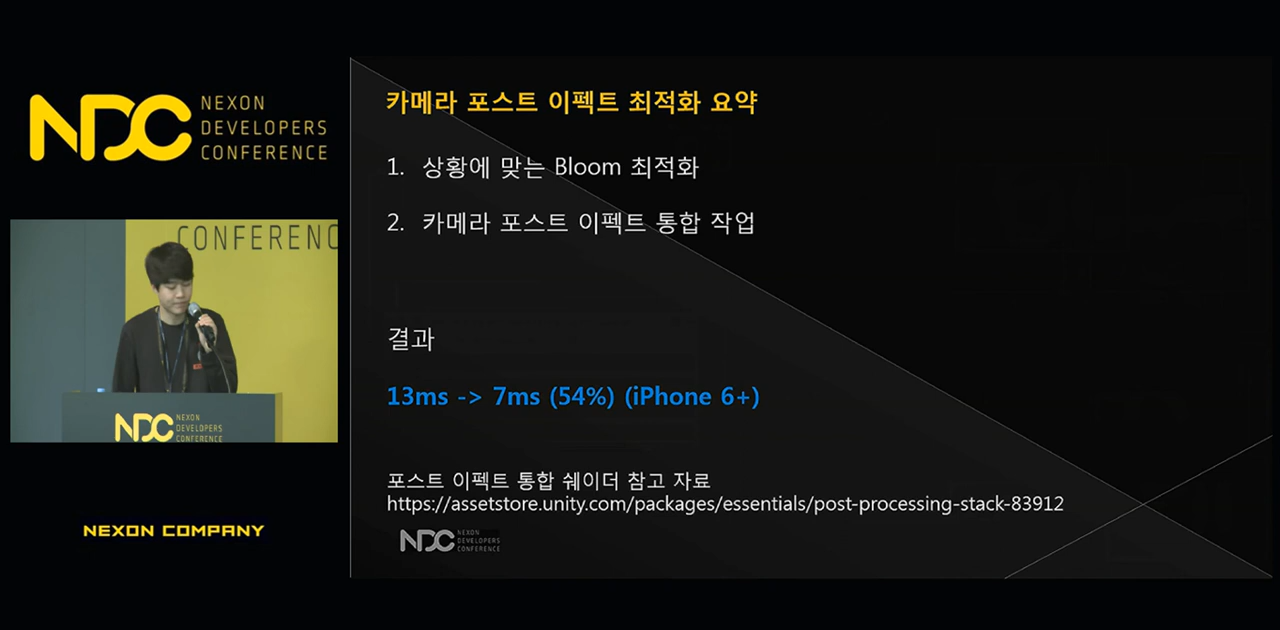 NDC NEXON
DEVELOPERS
CONFERENCE
CONFERENC
NDC NEXON
DEVELOPERS
CONFERENCE
NEXON COMPANY
카메라 포스트 이펙트 최적화 요약
1. 상황에 맞는 Bloom 최적화
2. 카메라 포스트 이펙트 통합 작업
결과
13ms -> 7ms (54%) (iPhone 6+)
포스트 이펙트 통합 쉐이더 참고 자료
https://assetstore.unity.com/packages/essentials/post-processing-stack-83912
NDC NEXON
DEVELOPERS
CONFERENCE